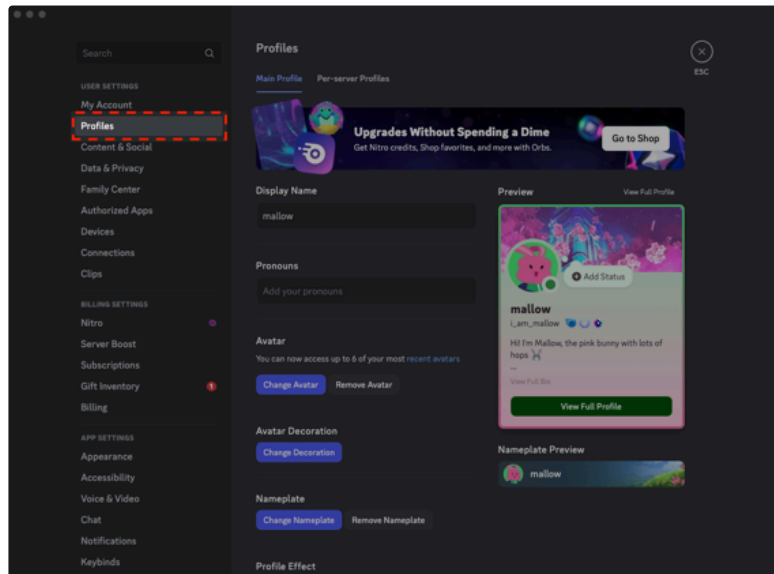 Search
USER SETTINGS
My Account
Profiles
Content & Social
Data & Privacy
Family Center
Authorized Apps
Devices
Connections
Clips
BILLING SETTINGS
Nitro
Server Boost
Subscriptions
Gift Inventory
1
Billing
APP SETTINGS
Appearance
Accessibility
Voice & Video
Chat
Notifications
Keybinds
Profiles
ESC
Main Profile
Per-server Profiles
Upgrades Without Spending a Dime
Get Nitro credits, Shop favorites, and more with Orbs.
Go to Shop
Display Name
mallow
Pronouns
Add your pronouns
Avatar
You can now access up to 6 of your most recent avatars
Change Avatar
Remove Avatar
Avatar Decoration
Change Decoration
Nameplate
Change Nameplate
Remove Nameplate
Profile Effect
Preview
View Full Profile
Add Status
mallow
i_am_mallow
Hi! I'm Mallow, the pink bunny with lots of
hops
...
View Full Bio
View Full Profile
Nameplate Preview
mallow